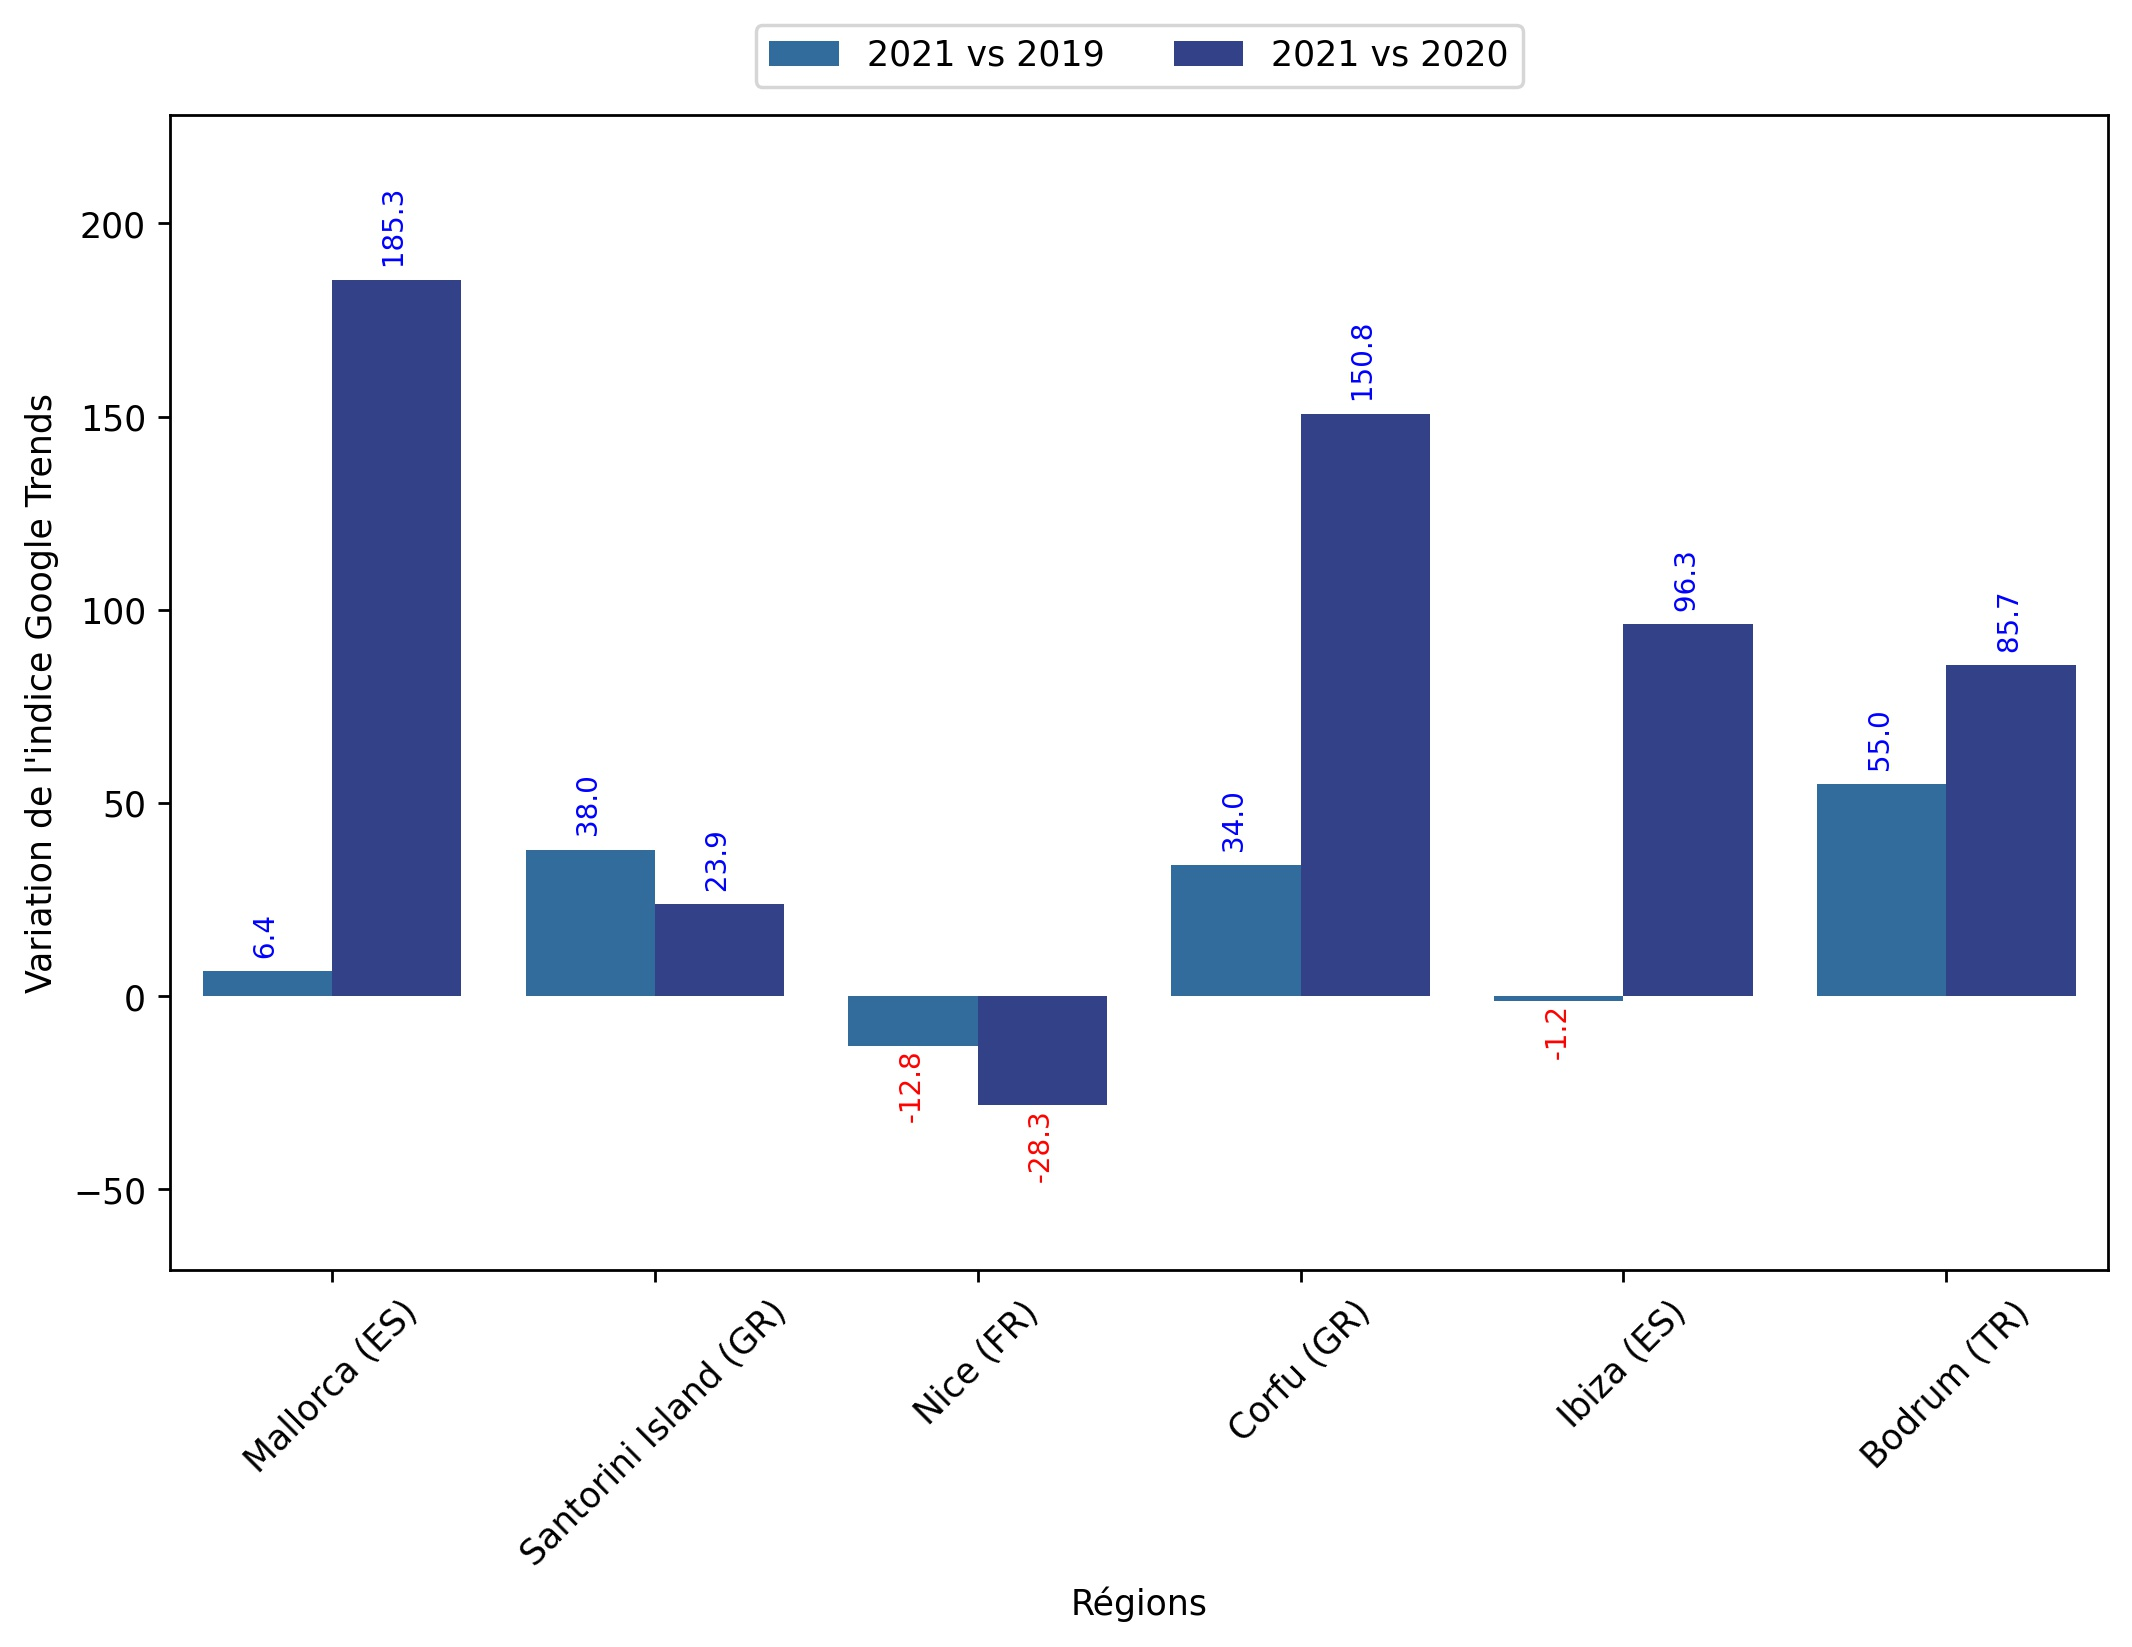 2021 vs 2019
2021 vs 2020
Variation de l'indice Google Trends
200
150
100
50
0
−50
6.4
185.3
38.0
23.9
-12.8
-28.3
34.0
150.8
-1.2
96.3
55.0
85.7
Mallorca (ES)
Santorini Island (GR)
Nice (FR)
Corfu (GR)
Ibiza (ES)
Bodrum (TR)
Régions